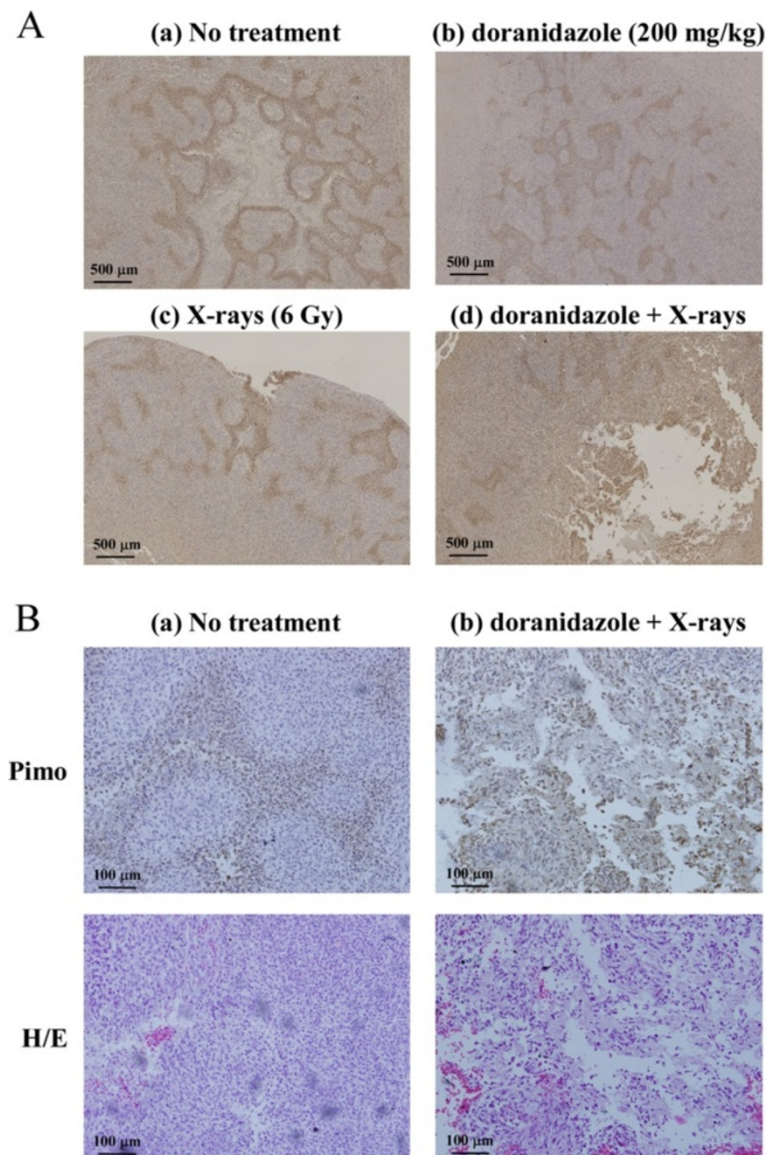 A
(a) No treatment
(b) doranidazole (200 mg/kg)
500 μm
500 μm
(c) X-rays (6 Gy)
(d) doranidazole + X-rays
500 μm
500 μm
B
(a) No treatment
(b) doranidazole + X-rays
Pimo
100 μm
100 μm
H/E
100 μm
100 μm